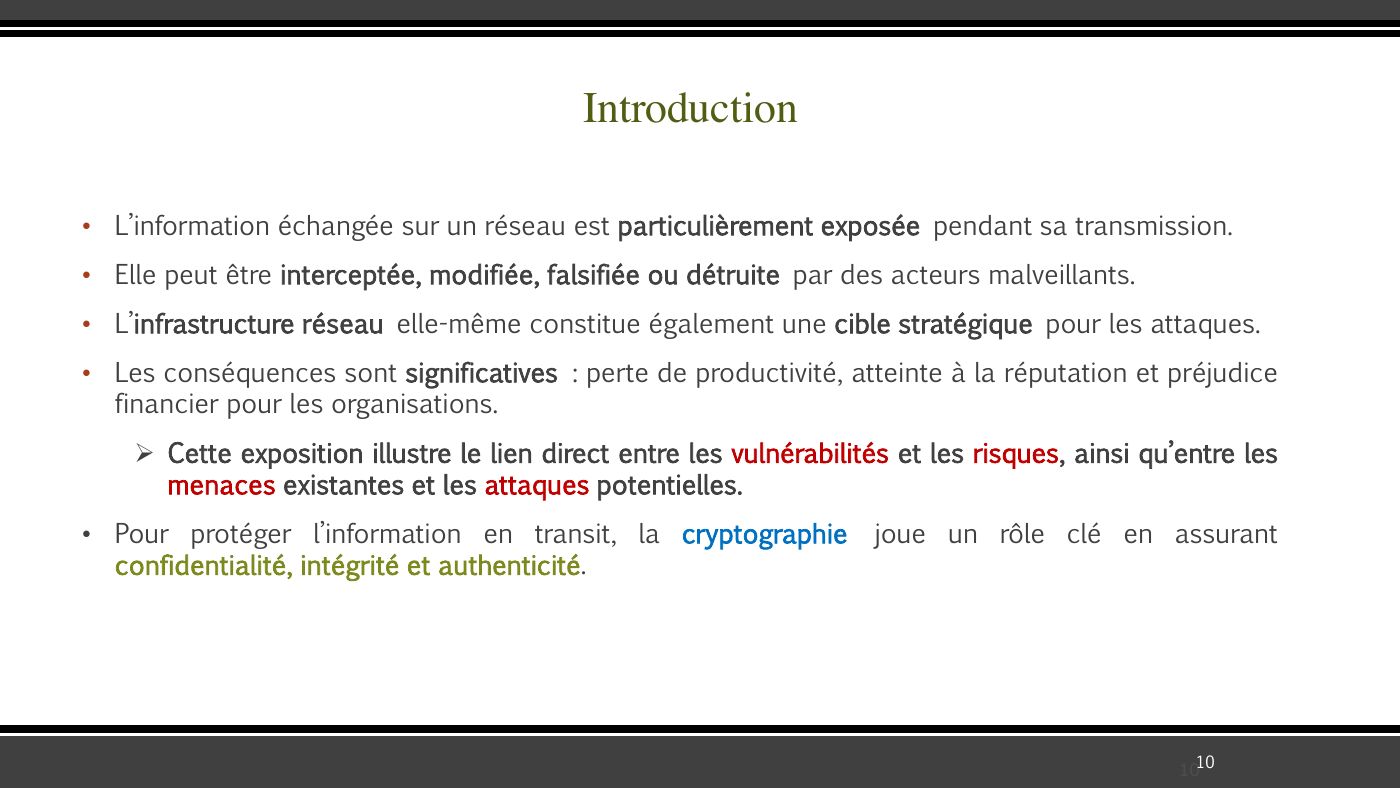 Introduction
• L’information échangée sur un réseau est particulièrement exposée pendant sa transmission.
• Elle peut être interceptée, modifiée, falsifiée ou détruite par des acteurs malveillants.
• L’infrastructure réseau elle-même constitue également une cible stratégique pour les attaques.
• Les conséquences sont significatives : perte de productivité, atteinte à la réputation et préjudice
financier pour les organisations.
➢ Cette exposition illustre le lien direct entre les vulnérabilités et les risques, ainsi qu’entre les
menaces existantes et les attaques potentielles.
• Pour protéger l’information en transit, la cryptographie joue un rôle clé en assurant
confidentialité, intégrité et authenticité.
10
10